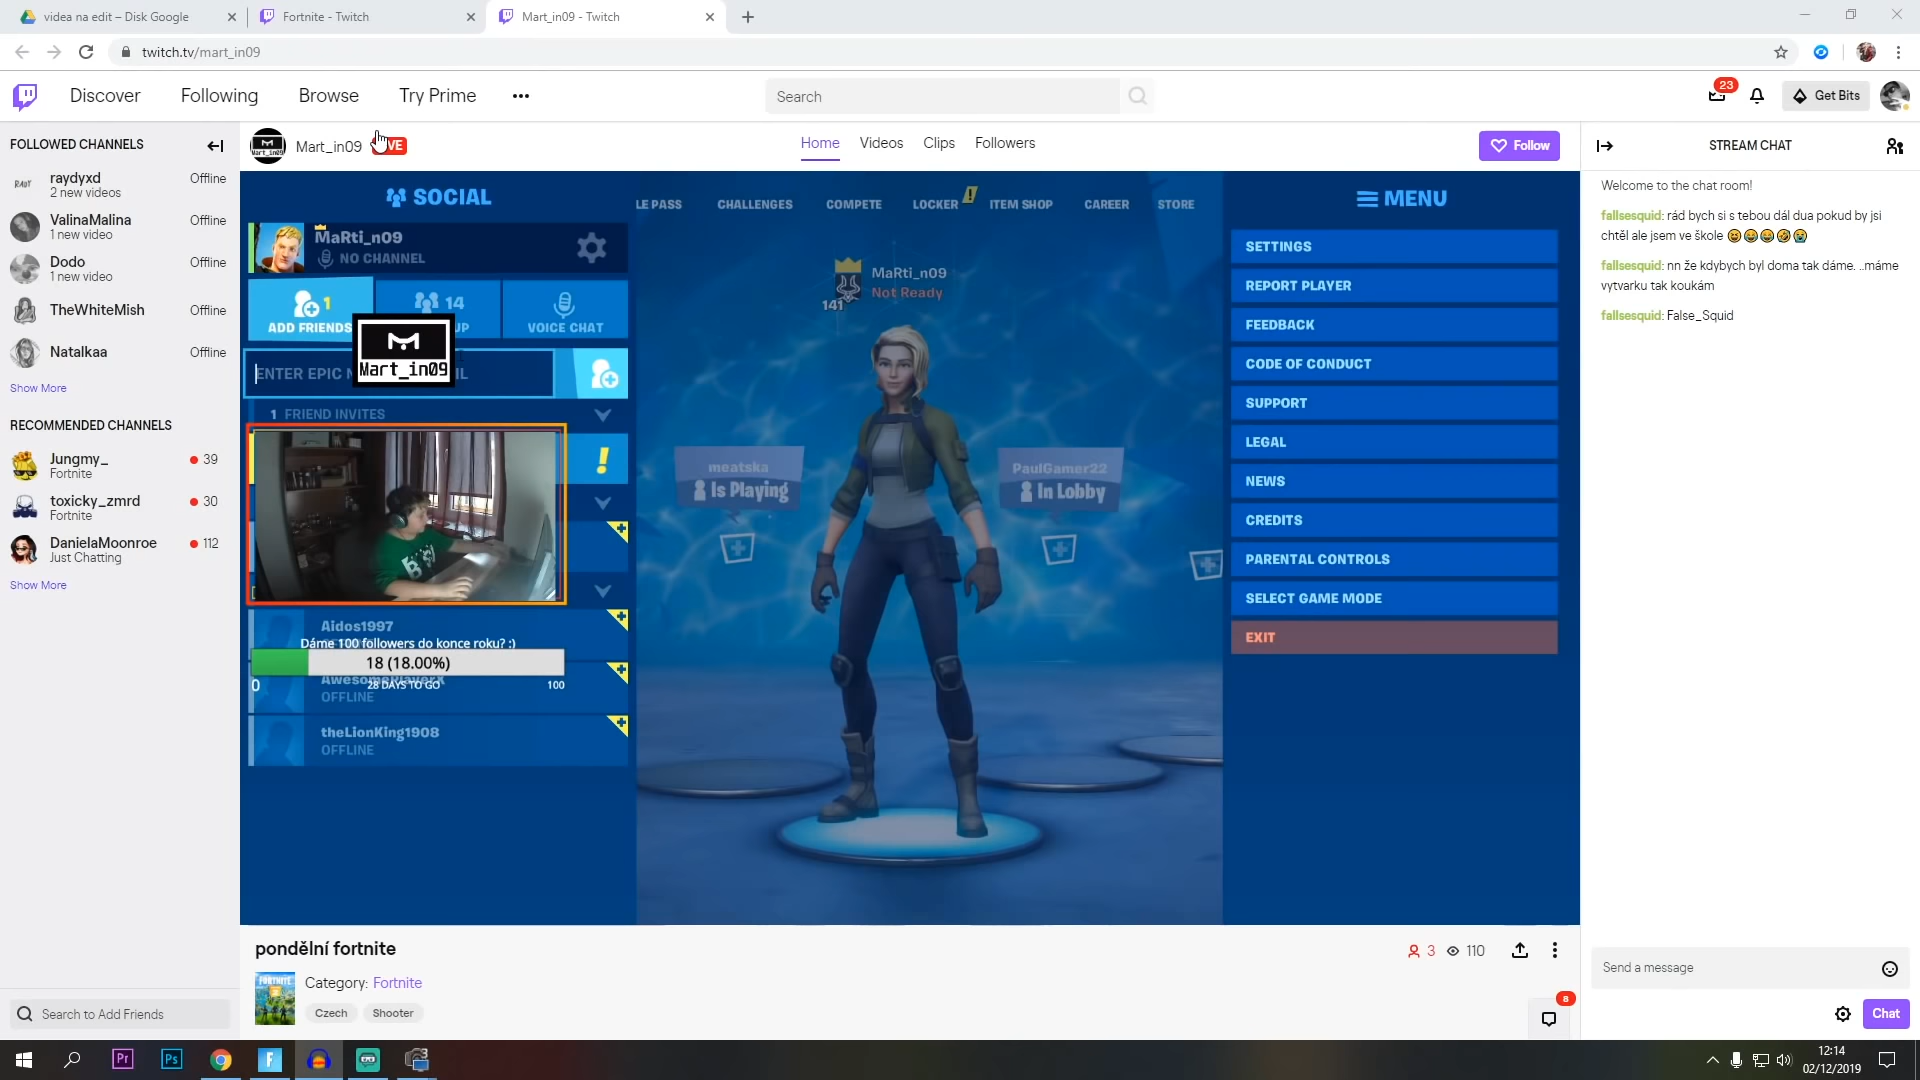 videa na edit – Disk Google
Fortnite - Twitch
Mart_in09 - Twitch
twitch.tv/mart_in09
Discover
Following
Browse
Try Prime
Search
23
Get Bits
FOLLOWED CHANNELS
raydyxd
2 new videos
Offline
ValinaMalina
1 new video
Offline
Dodo
1 new video
Offline
TheWhiteMish
Offline
Natalkaa
Offline
Show More
RECOMMENDED CHANNELS
Jungmy_
Fortnite
39
toxicky_zmrd
Fortnite
30
DanielaMoonroe
Just Chatting
112
Show More
Search to Add Friends
Mart_in09
Home
Videos
Clips
Followers
Follow
SOCIAL
MaRti_n09
NO CHANNEL
1
ADD FRIENDS
14
UP
VOICE CHAT
ENTER EPIC
Mart_in09
1 FRIEND INVITES
Aidos1997
Dáme 100 followers do konce roku? :)
18 (18.00%)
AwesomePlayerX
0
28 DAYS TO GO
100
OFFLINE
theLionKing1908
OFFLINE
LE PASS
CHALLENGES
COMPETE
LOCKER
ITEM SHOP
CAREER
STORE
MaRti_n09
Not Ready
141
meatska
Is Playing
PaulGamer22
In Lobby
MENU
SETTINGS
REPORT PLAYER
FEEDBACK
CODE OF CONDUCT
SUPPORT
LEGAL
NEWS
CREDITS
PARENTAL CONTROLS
SELECT GAME MODE
EXIT
pondělní fortnite
Category: Fortnite
Czech
Shooter
3
110
8
STREAM CHAT
Welcome to the chat room!
fallsesquid: rád bych si s tebou dál dua pokud by jsi
chtěl ale jsem ve škole 😆😂😂🤣😭
fallsesquid: nn že kdybych byl doma tak dáme. ..máme
vytvarku tak koukám
fallsesquid: False_Squid
Send a message
Chat
Pr
Ps
12:14
02/12/2019